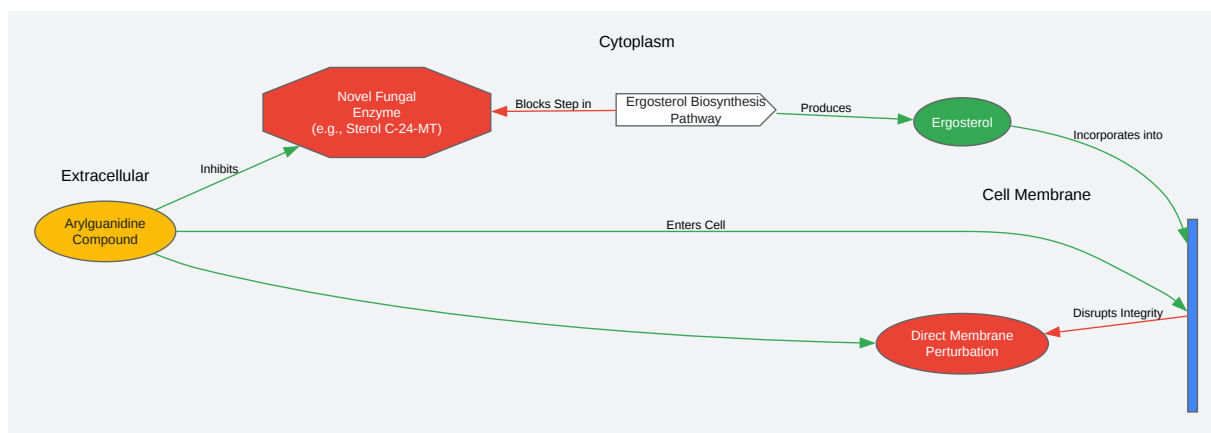 Cytoplasm
Novel Fungal
Enzyme
(e.g., Sterol C-24-MT)
Blocks Step in
Ergosterol Biosynthesis
Pathway
Produces
Ergosterol
Incorporates into
Inhibits
Extracellular
Cell Membrane
Arylguanidine
Compound
Enters Cell
Disrupts Integrity
Direct Membrane
Perturbation